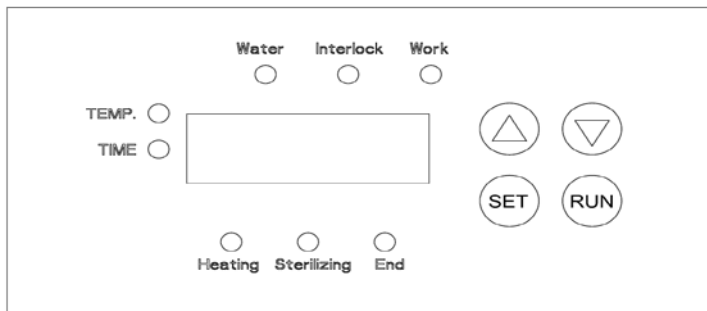 Water Interlock Work
TEMP.
TIME
SET RUN
Heating Sterilizing End